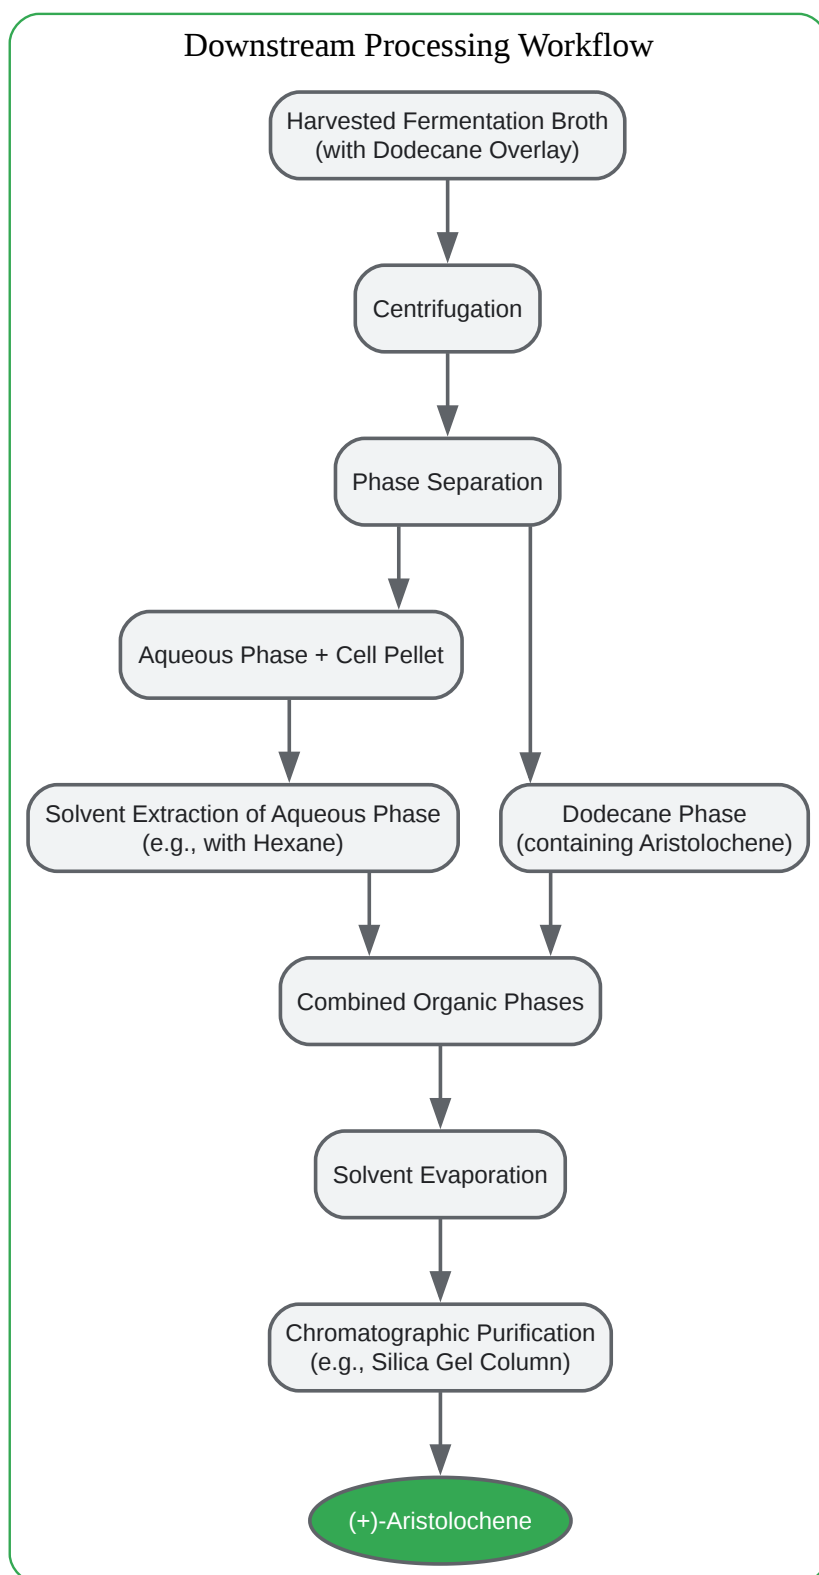 Downstream Processing Workflow
Harvested Fermentation Broth
(with Dodecane Overlay)
Centrifugation
Phase Separation
Aqueous Phase + Cell Pellet
Solvent Extraction of Aqueous Phase
(e.g., with Hexane)
Dodecane Phase
(containing Aristolochene)
Combined Organic Phases
Solvent Evaporation
Chromatographic Purification
(e.g., Silica Gel Column)
(+)-Aristolochene